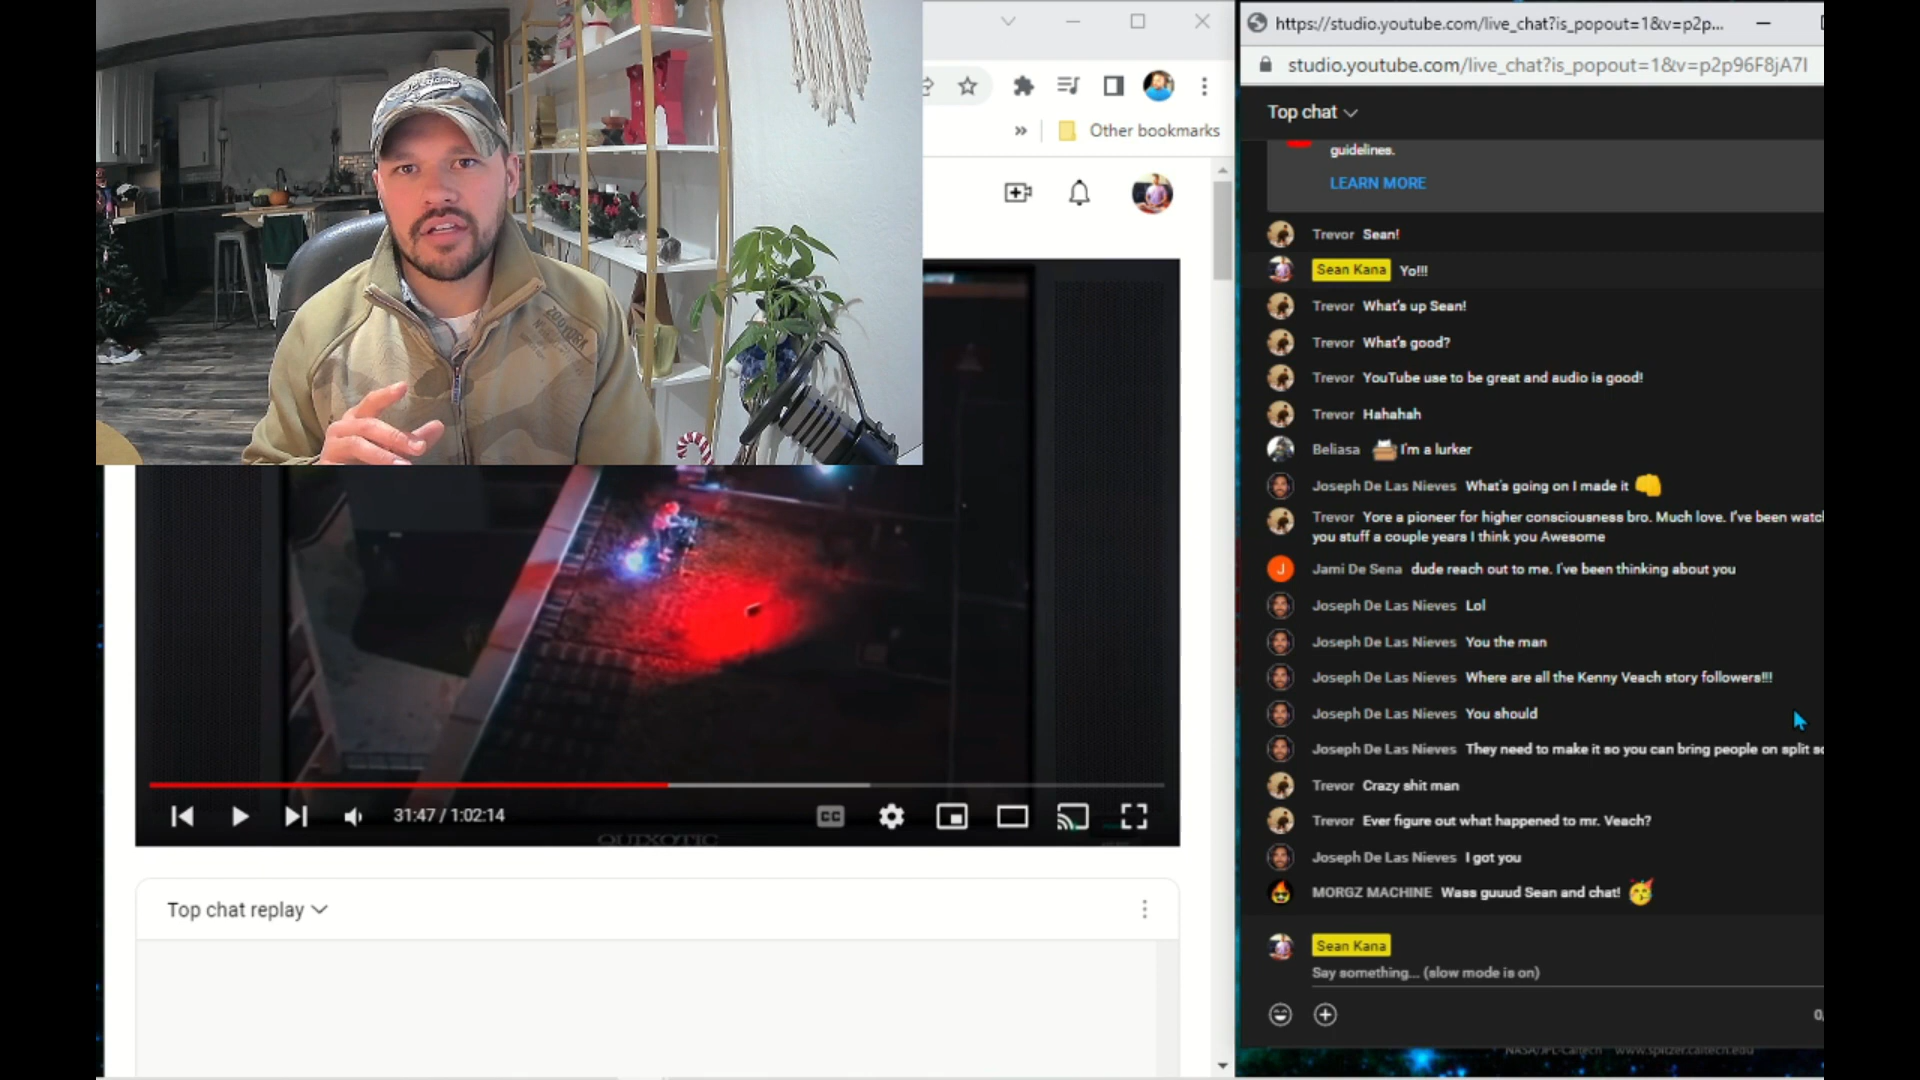 https://studio.youtube.com/live_chat?is_popout=1&v=p2p...
studio.youtube.com/live_chat?is_popout=1&v=p2p96F8jA7I
Other bookmarks
Top chat
guidelines.
LEARN MORE
Trevor Sean!
Sean Kana Yo!!!
Trevor What's up Sean!
Trevor What's good?
Trevor YouTube use to be great and audio is good!
Trevor Hahahah
Beliasa I'm a lurker
Joseph De Las Nieves What's going on I made it
Trevor Yore a pioneer for higher consciousness bro. Much love. I've been
you stuff a couple years I think you Awesome
J Jami De Sena dude reach out to me. I've been thinking about you
Joseph De Las Nieves Lol
Joseph De Las Nieves You the man
Joseph De Las Nieves Where are all the Kenny Veach story followers!!!
Joseph De Las Nieves You should
Joseph De Las Nieves They need to make it so you can bring people on split
Trevor Crazy shit man
Trevor Ever figure out what happened to mr. Veach?
Joseph De Las Nieves I got you
MORGZ MACHINE Wass guuud Sean and chat!
Sean Kana
Say something... (slow mode is on)
31:47 / 1:02:14
CC
QUIXOTIC
Top chat replay
NASA/JPL-Caltech www.spitzer.caltech.edu